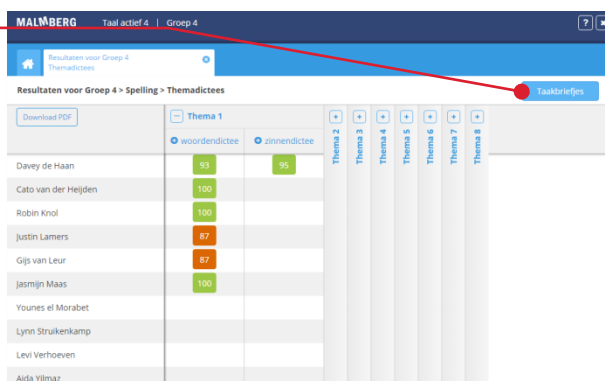 MALMBERG Taal actief 4 | Groep 4 ?
Resultaten voor Groep 4
Themadictees
Resultaten voor Groep 4 > Spelling > Themadictees Taakbriefjes
Download PDF − Thema 1 + + + + + + +
woordendictee zinnendictee Thema 2 Thema 3 Thema 4 Thema 5 Thema 6 Thema 7 Thema 8
Davey de Haan 93 95
Cato van der Heijden 100
Robin Knol 100
Justin Lamers 87
Gijs van Leur 87
Jasmijn Maas 100
Younes el Morabet
Lynn Struikenkamp
Levi Verhoeven
Aida Yilmaz